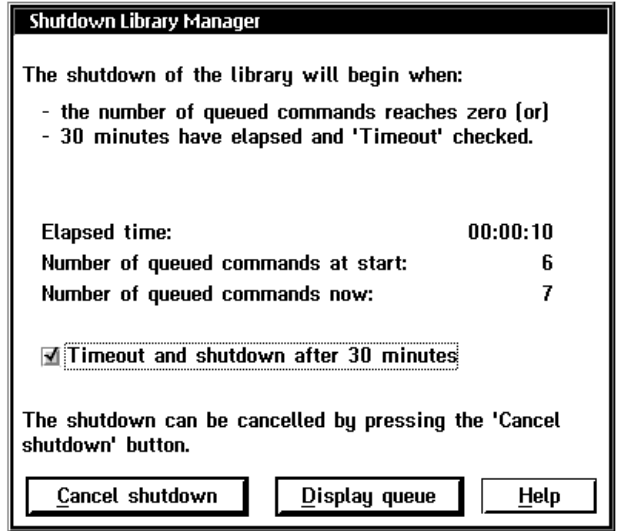 Shutdown Library Manager
The shutdown of the library will begin when:
- the number of queued commands reaches zero (or)
- 30 minutes have elapsed and 'Timeout' checked.
Elapsed time: 00:00:10
Number of queued commands at start: 6
Number of queued commands now: 7
Timeout and shutdown after 30 minutes
The shutdown can be cancelled by pressing the 'Cancel
shutdown' button.
Cancel shutdown Display queue Help